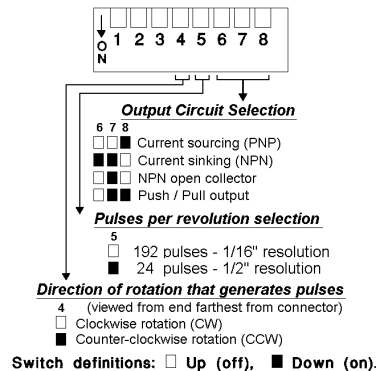 ON 1 2 3 4 5 6 7 8
Output Circuit Selection
6 7 8
Current sourcing (PNP)
Current sinking (NPN)
NPN open collector
Push / Pull output
Pulses per revolution selection
5
192 pulses - 1/16" resolution
24 pulses - 1/2" resolution
Direction of rotation that generates pulses
4 (viewed from end farthest from connector)
Clockwise rotation (CW)
Counter-clockwise rotation (CCW)
Switch definitions: □ Up (off), ■ Down (on).